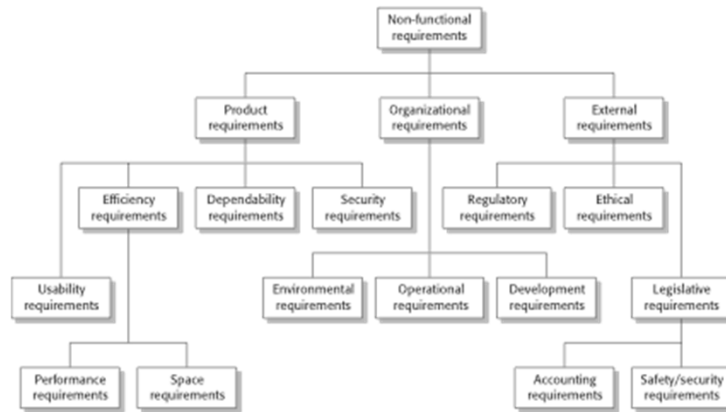 Non-functional
requirements
Product
requirements
Organizational
requirements
External
requirements
Efficiency
requirements
Dependability
requirements
Security
requirements
Regulatory
requirements
Ethical
requirements
Usability
requirements
Environmental
requirements
Operational
requirements
Development
requirements
Legislative
requirements
Performance
requirements
Space
requirements
Accounting
requirements
Safety/security
requirements